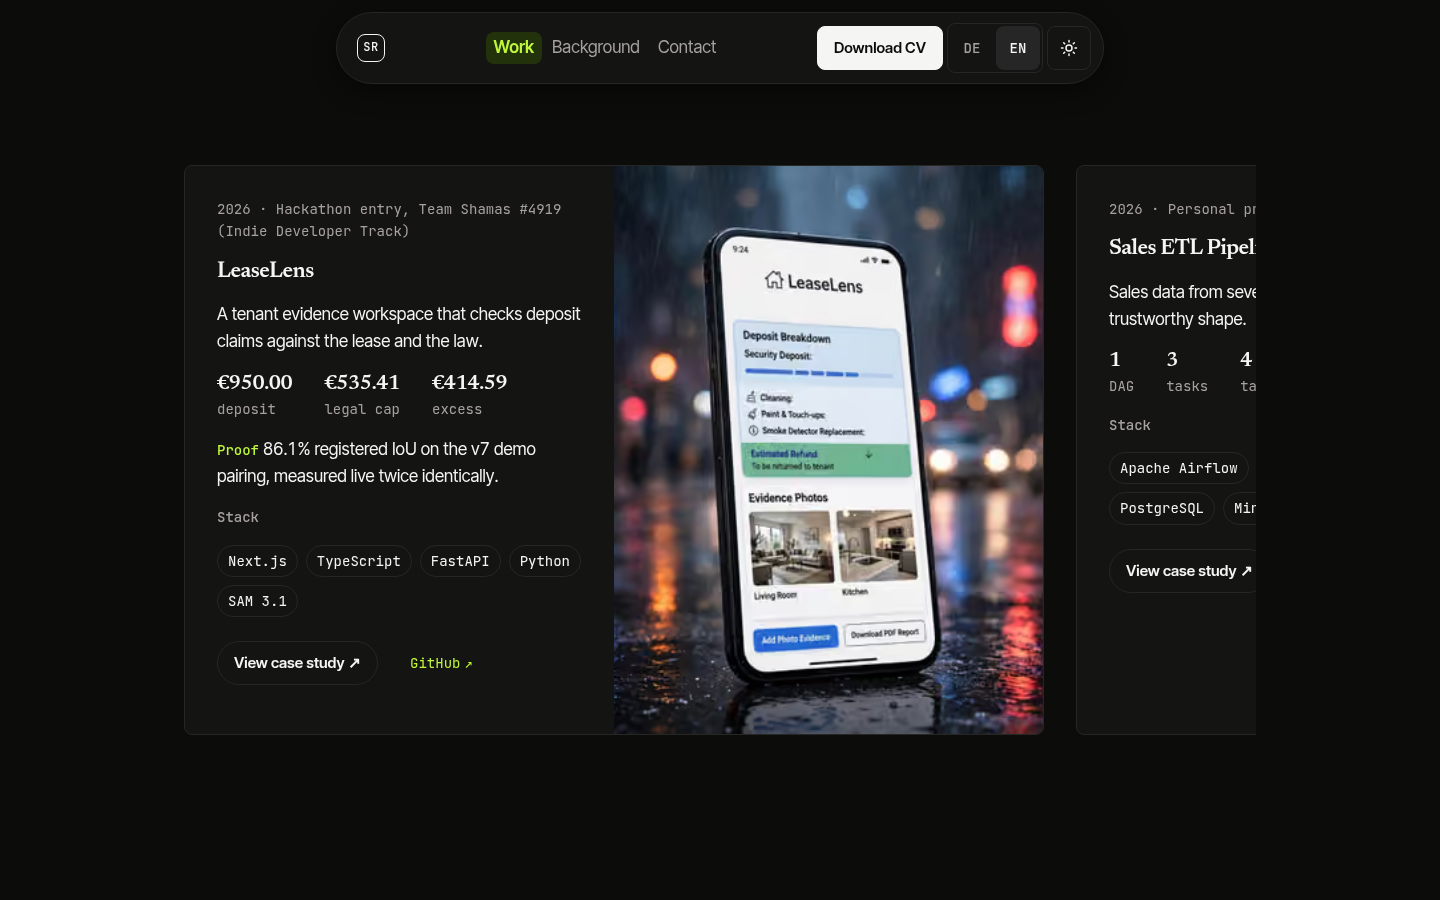 SR
Work
Background
Contact
Download CV
DE
EN
2026 · Hackathon entry, Team Shamas #4919
(Indie Developer Track)
LeaseLens
A tenant evidence workspace that checks deposit
claims against the lease and the law.
€950.00
€535.41
€414.59
deposit
legal cap
excess
Proof 86.1% registered IoU on the v7 demo
pairing, measured live twice identically.
Stack
Next.js
TypeScript
FastAPI
Python
SAM 3.1
View case study ↗
GitHub ↗
9:24
LeaseLens
Deposit Breakdown
Security Deposit:
Cleaning:
Paint & Touch-ups:
Smoke Detector Replacement:
Estimated Refund
To be returned to tenant
Evidence Photos
Living Room
Kitchen
Add Photo Evidence
Download PDF Report
2026 · Personal
Sales ETL
Sales data from
trustworthy shape.
1
3
4
DAG
tasks
Stack
Apache Airflow
PostgreSQL
View case study ↗